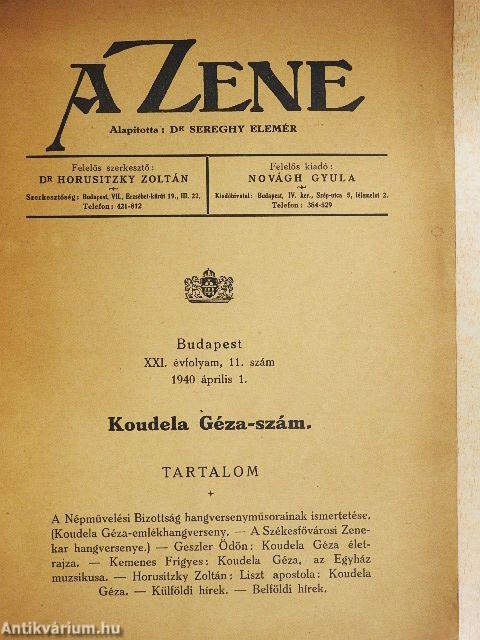 A ZENE
Alapitotta: DR SEREGHY ELEMÉR
Felelős szerkesztő:
DR HORUSITZKY ZOLTÁN
Szerkesztőség: Budapest, VII., Erzsébet-körút 19., III. 22.
Telefon: 421-812
Felelős kiadó:
NOVÁGH GYULA
Kiadóhivatal: Budapest, IV. ker., Szép-utca 5, félemelet 2.
Telefon: 384-529
Budapest
XXI. évfolyam, 11. szám
1940 április 1.
Koudela Géza-szám.
TARTALOM
A Népművelési Bizottság hangversenyműsorainak ismertetése.
(Koudela Géza-emlékhangverseny. — A Székesfővárosi Zene-
kar hangversenye.) — Geszler Ödön: Koudela Géza élet-
rajza. — Kemenes Frigyes: Koudela Géza, az Egyház
muzsikusa. — Horusitzky Zoltán: Liszt apostola: Koudela
Géza. — Külföldi hírek. — Belföldi hírek.
Antikvárium.hu